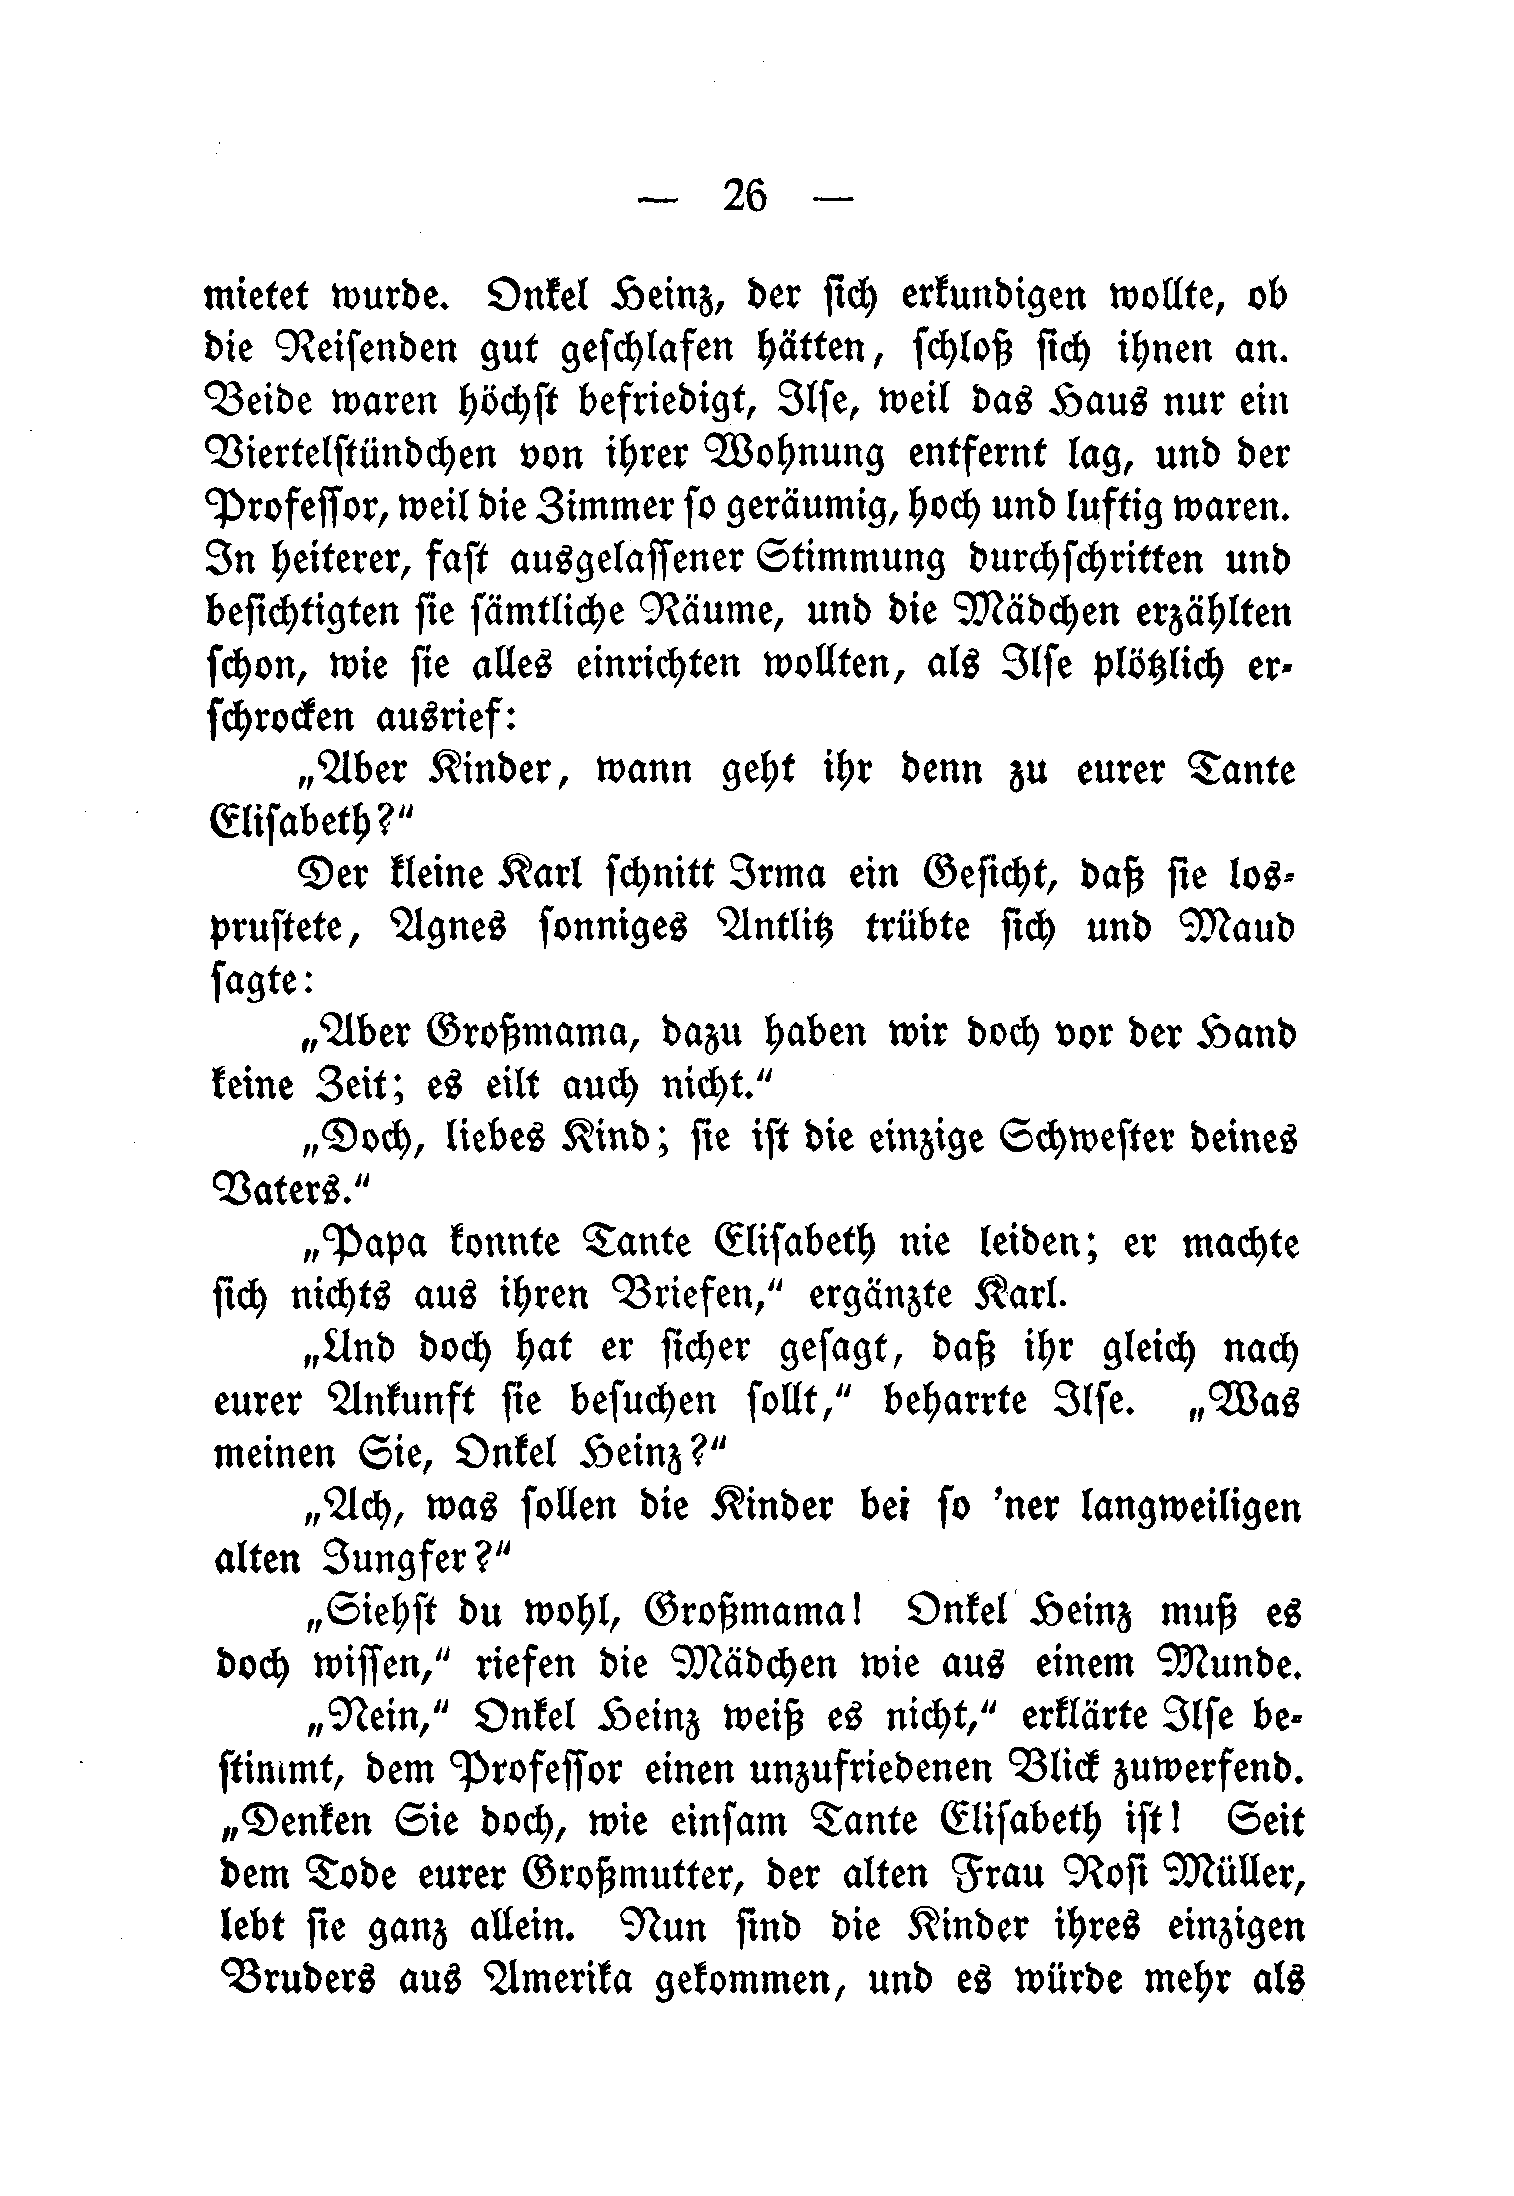 — 26 —
mietet wurde. Onkel Heinz, der ſich erkundigen wollte, ob
die Reiſenden gut geſchlafen hätten, ſchloß ſich ihnen an.
Beide waren höchſt befriedigt, Ilſe, weil das Haus nur ein
Viertelſtündchen von ihrer Wohnung entfernt lag, und der
Profeſſor, weil die Zimmer ſo geräumig, hoch und luftig waren.
In heiterer, faſt ausgelaſſener Stimmung durchſchritten und
beſichtigten ſie ſämtliche Räume, und die Mädchen erzählten
ſchon, wie ſie alles einrichten wollten, als Ilſe plötzlich er-
ſchrocken ausrief:
„Aber Kinder, wann geht ihr denn zu eurer Tante
Eliſabeth?“
Der kleine Karl ſchnitt Irma ein Geſicht, daß ſie los-
pruſtete, Agnes ſonniges Antlitz trübte ſich und Maud
ſagte:
„Aber Großmama, dazu haben wir doch vor der Hand
keine Zeit; es eilt auch nicht.“
„Doch, liebes Kind; ſie iſt die einzige Schweſter deines
Vaters.“
„Papa konnte Tante Eliſabeth nie leiden; er machte
ſich nichts aus ihren Briefen,“ ergänzte Karl.
„Und doch hat er ſicher geſagt, daß ihr gleich nach
eurer Ankunft ſie beſuchen ſollt,“ beharrte Ilſe. „Was
meinen Sie, Onkel Heinz?“
„Ach, was ſollen die Kinder bei ſo ’ner langweiligen
alten Jungfer?“
„Siehſt du wohl, Großmama! Onkel Heinz muß es
doch wiſſen,“ riefen die Mädchen wie aus einem Munde.
„Nein,“ Onkel Heinz weiß es nicht,“ erklärte Ilſe be-
ſtimmt, dem Profeſſor einen unzufriedenen Blick zuwerfend.
„Denken Sie doch, wie einſam Tante Eliſabeth iſt! Seit
dem Tode eurer Großmutter, der alten Frau Roſi Müller,
lebt ſie ganz allein. Nun ſind die Kinder ihres einzigen
Bruders aus Amerika gekommen, und es würde mehr als